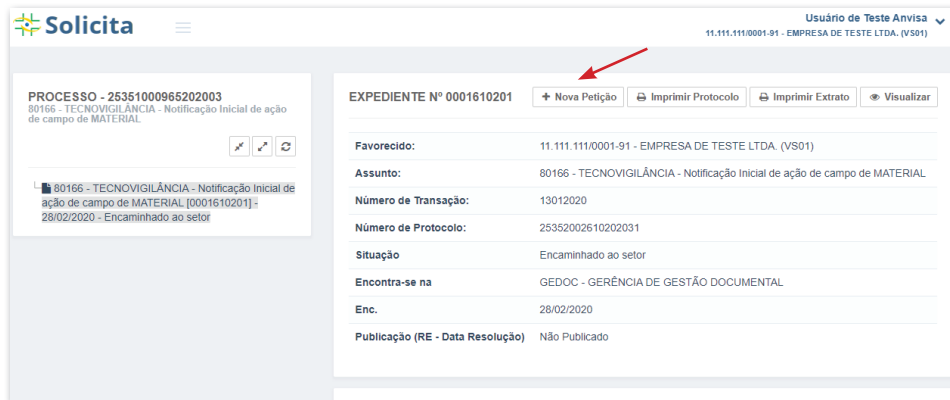 Solicita
Usuário de Teste Anvisa
11.111.111/0001-91 - EMPRESA DE TESTE LTDA. (VS01)
PROCESSO - 25351000965202003
80166 - TECNOVIGILÂNCIA - Notificação Inicial de ação
de campo de MATERIAL
80166 - TECNOVIGILÂNCIA - Notificação Inicial de
ação de campo de MATERIAL [0001610201] -
28/02/2020 - Encaminhado ao setor
EXPEDIENTE Nº 0001610201
+ Nova Petição
Imprimir Protocolo
Imprimir Extrato
Visualizar
Favorecido: 11.111.111/0001-91 - EMPRESA DE TESTE LTDA. (VS01)
Assunto: 80166 - TECNOVIGILÂNCIA - Notificação Inicial de ação de campo de MATERIAL
Número de Transação: 13012020
Número de Protocolo: 25352002610202031
Situação Encaminhado ao setor
Encontra-se na GEDOC - GERÊNCIA DE GESTÃO DOCUMENTAL
Enc. 28/02/2020
Publicação (RE - Data Resolução) Não Publicado